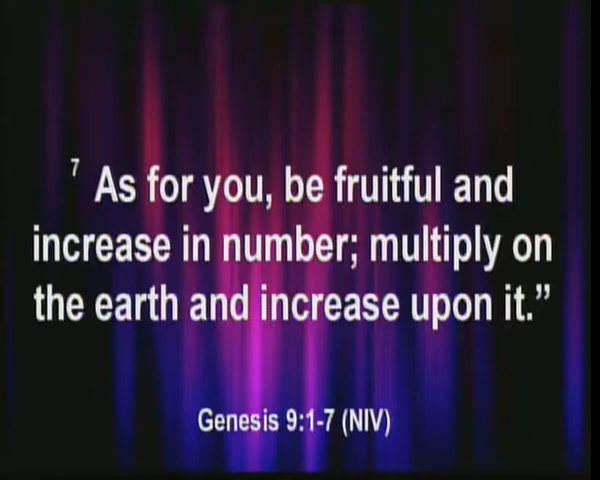 7 As for you, be fruitful and
increase in number; multiply on
the earth and increase upon it.”
Genesis 9:1-7 (NIV)